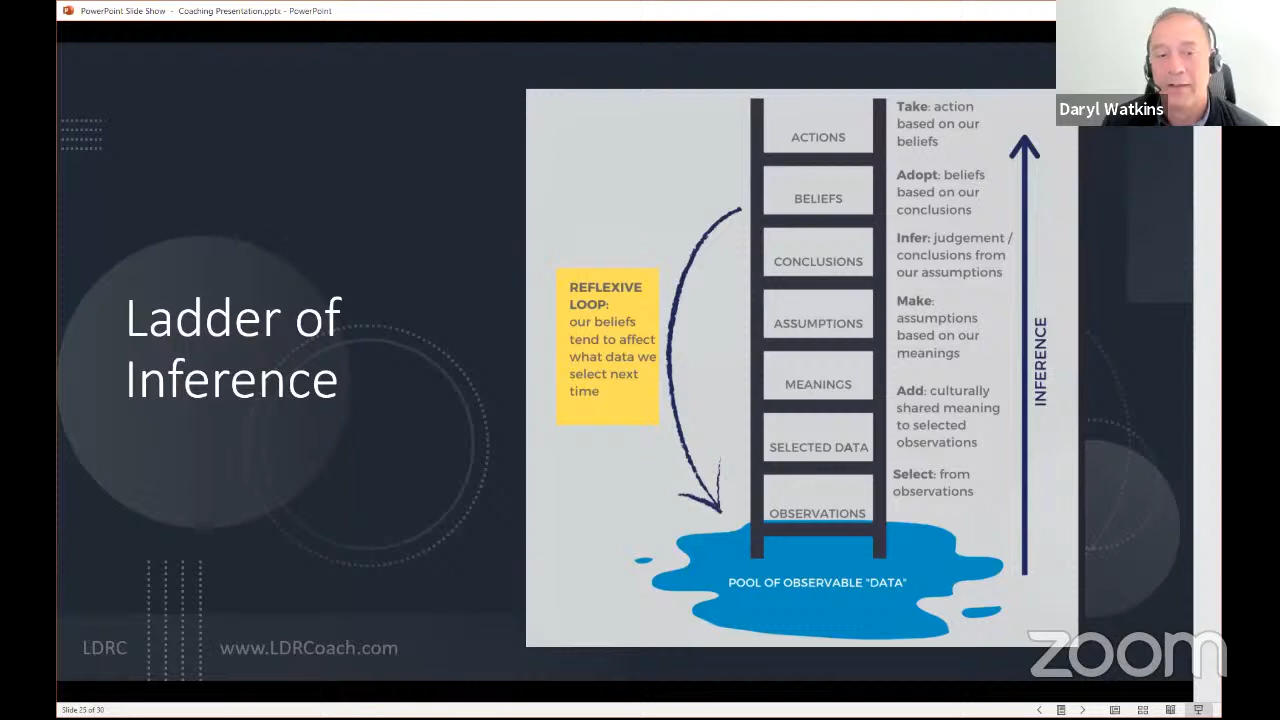 PowerPoint Slide Show - Coaching Presentation.pptx - PowerPoint
Daryl Watkins
Ladder of
Inference
REFLEXIVE
LOOP:
our beliefs
tend to affect
what data we
select next
time
ACTIONS
BELIEFS
CONCLUSIONS
ASSUMPTIONS
MEANINGS
SELECTED DATA
OBSERVATIONS
POOL OF OBSERVABLE "DATA"
Take: action
based on our
beliefs
Adopt: beliefs
based on our
conclusions
Infer: judgement /
conclusions from
our assumptions
Make:
assumptions
based on our
meanings
Add: culturally
shared meaning
to selected
observations
Select: from
observations
INFERENCE
LDRC
www.LDRCoach.com
zoom
Slide 25 of 30